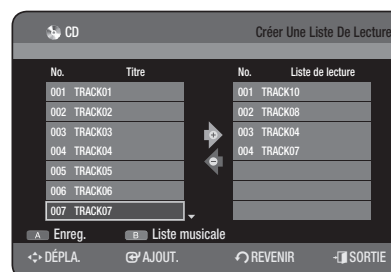 CD
Créer Une Liste De Lecture
No. Titre No. Liste de lecture
001 TRACK01 001 TRACK10
002 TRACK02 002 TRACK08
003 TRACK03 003 TRACK04
004 TRACK04 004 TRACK07
005 TRACK05
006 TRACK06
007 TRACK07
A Enreg. B Liste musicale
DÉPLA. AJOUT. REVENIR SORTIE